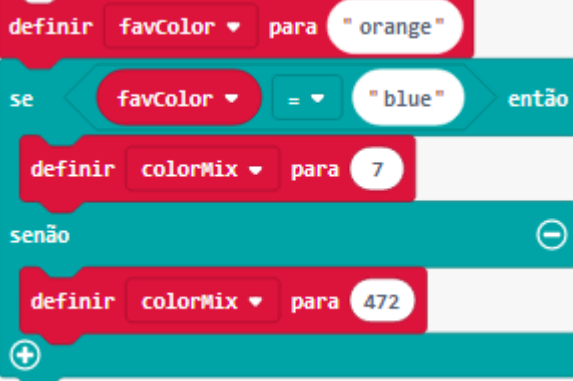 definir favColor para "orange"
se favColor = "blue" então
definir colorMix para 7
senão
definir colorMix para 472